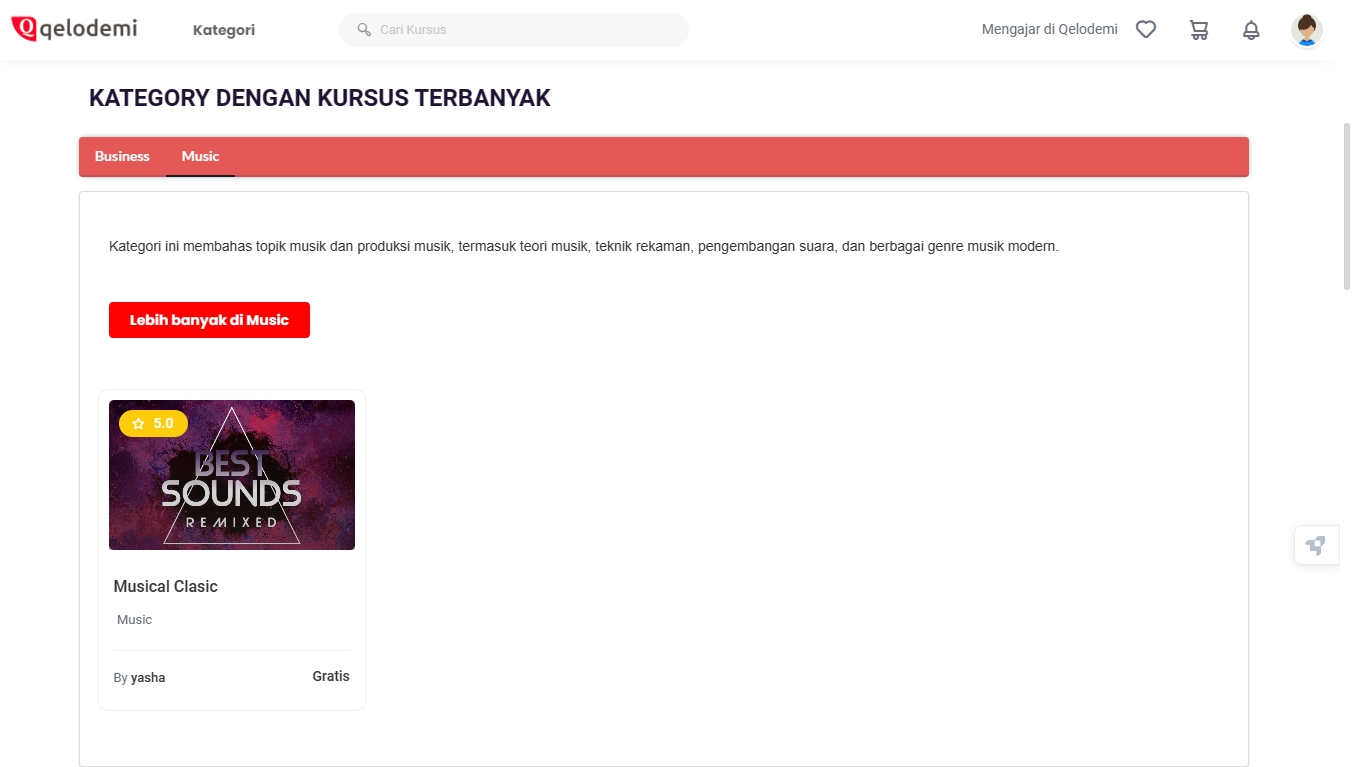 qelodemi
Kategori
Cari Kursus
Mengajar di Qelodemi
KATEGORY DENGAN KURSUS TERBANYAK
Business
Music
Kategori ini membahas topik musik dan produksi musik, termasuk teori musik, teknik rekaman, pengembangan suara, dan berbagai genre musik modern.
Lebih banyak di Music
5.0
BEST
SOUNDS
REMIXED
Musical Clasic
Music
By yasha
Gratis